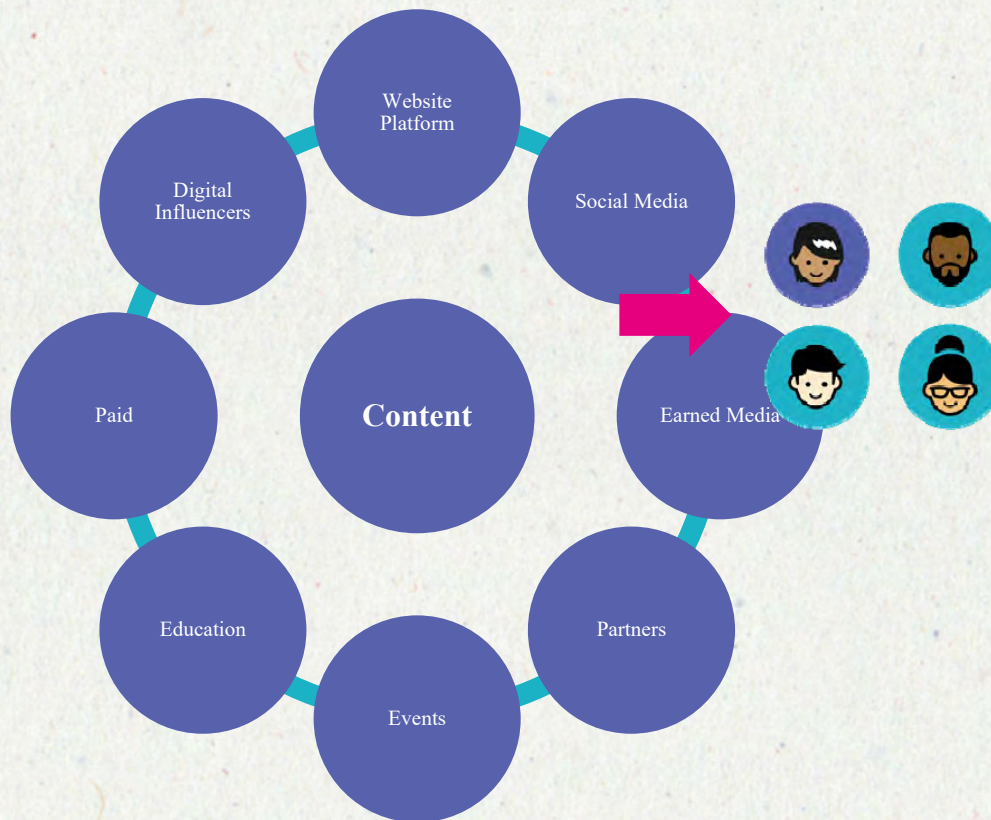 Website
Platform
Social Media
Earned Media
Partners
Events
Education
Paid
Digital
Influencers
Content